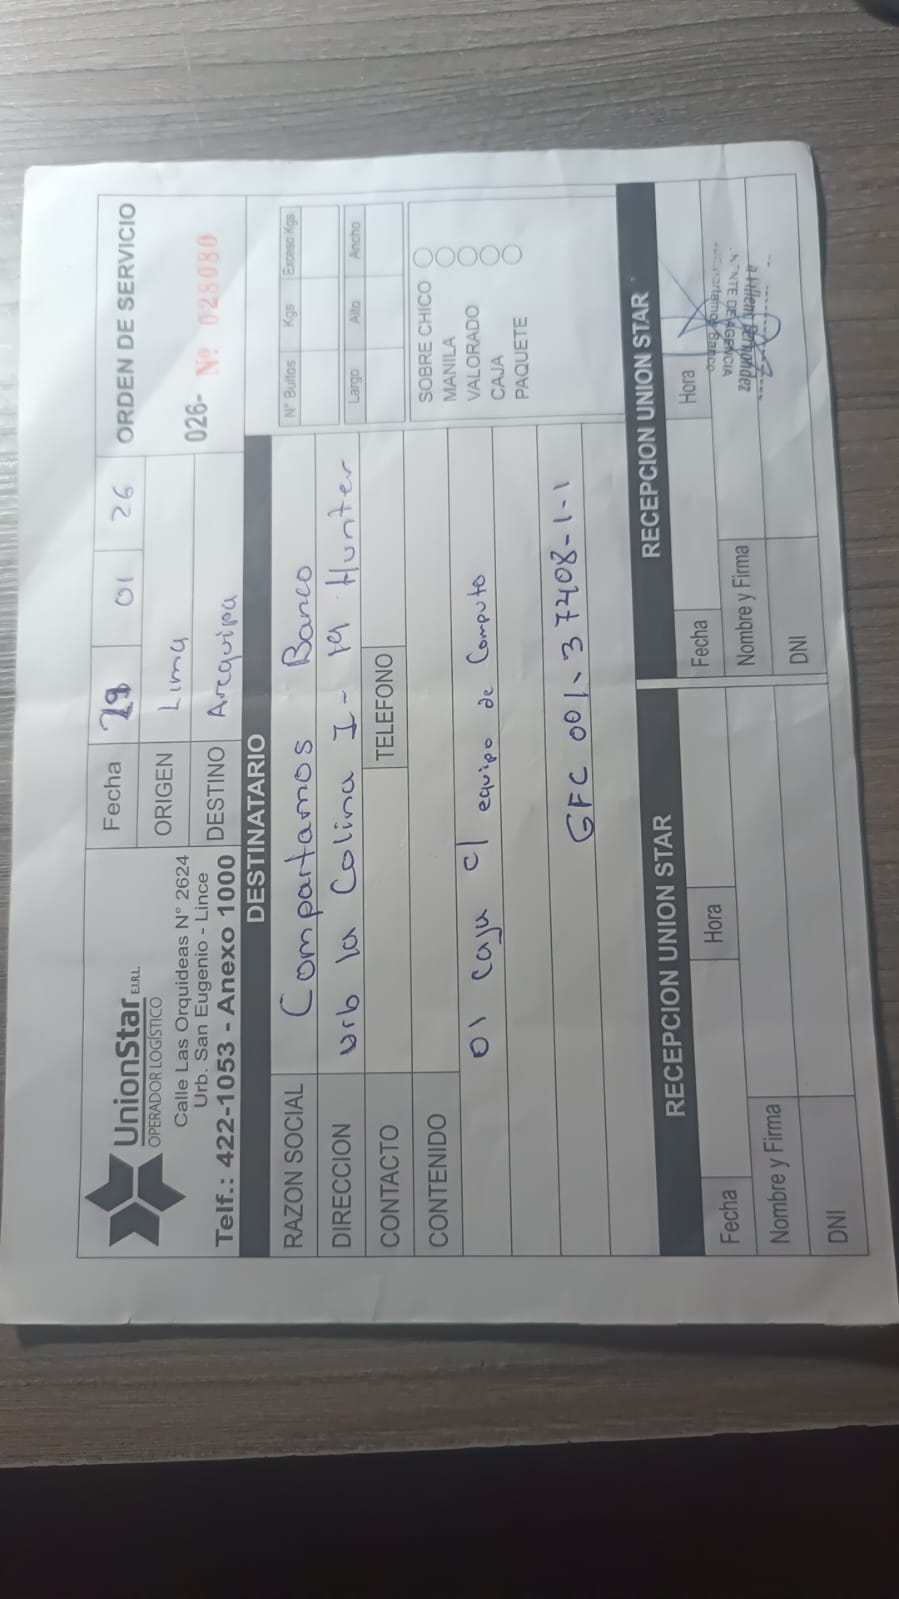 UnionStar E.I.R.L.
OPERADOR LOGÍSTICO
Calle Las Orquideas N° 2624
Urb. San Eugenio - Lince
Telf.: 422-1053 - Anexo 1000
Fecha 01 26
ORIGEN Lima
DESTINO Arequipa
ORDEN DE SERVICIO
026- Nº 028080
DESTINATARIO
RAZON SOCIAL Compartamos Banco
DIRECCION Urb la Colina I- Hunter
CONTACTO TELEFONO
CONTENIDO
01 Caja c/ equipo de Computo
GFC 001.37408-1-1
N° Bultos Kgs Exceso Kgs.
Largo Alto Ancho
SOBRE CHICO
MANILA
VALORADO
CAJA
PAQUETE
RECEPCION UNION STAR
Fecha Hora
Nombre y Firma
DNI
RECEPCION UNION STAR
Fecha Hora
Nombre y Firma
DNI